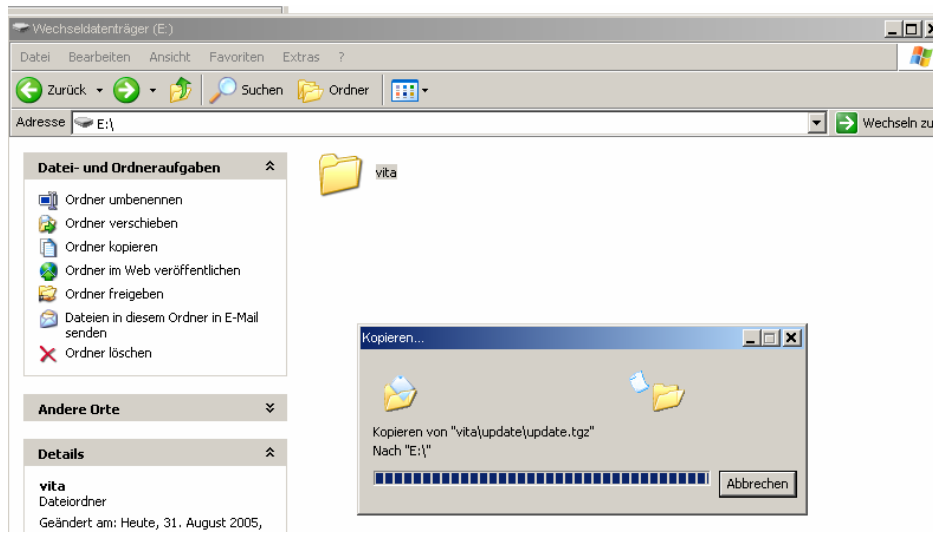 Wechseldatenträger (E:)
Datei Bearbeiten Ansicht Favoriten Extras ?
Zurück Suchen Ordner
Adresse E:\ Wechseln zu
Datei- und Ordneraufgaben
Ordner umbenennen
Ordner verschieben
Ordner kopieren
Ordner im Web veröffentlichen
Ordner freigeben
Dateien in diesem Ordner in E-Mail
senden
Ordner löschen
Andere Orte
Details
vita
Dateiordner
Geändert am: Heute, 31. August 2005,
vita
Kopieren...
Kopieren von "vita\update\update.tgz"
Nach "E:\"
Abbrechen